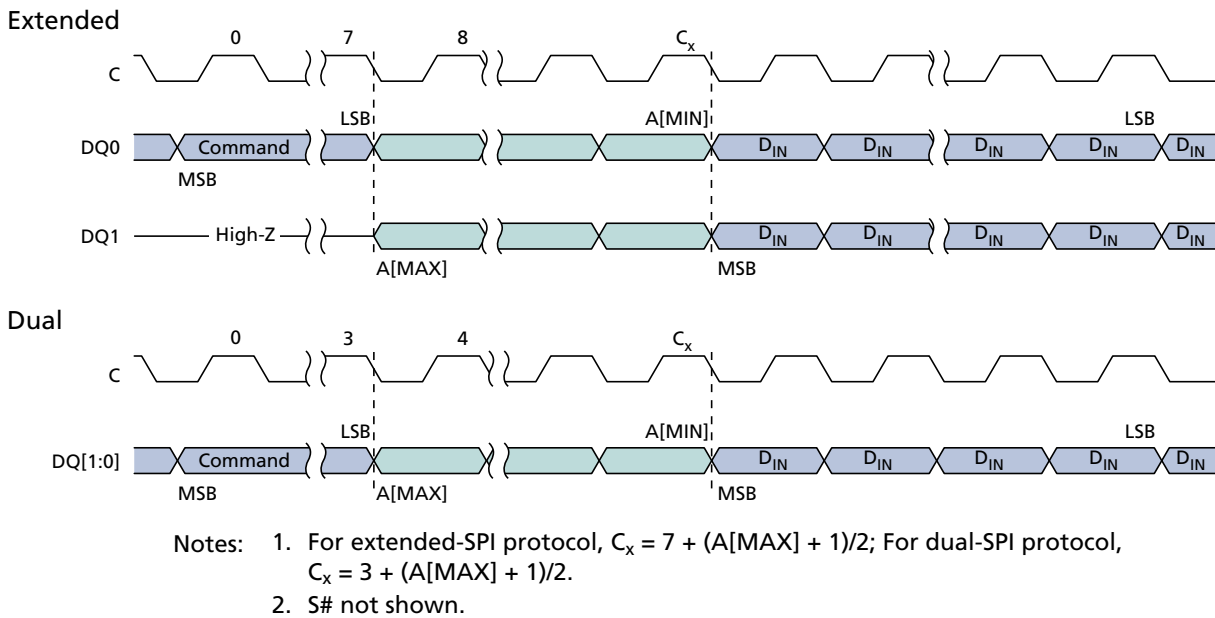 Extended
0 7 8 Cx
C
LSB A[MIN] LSB
DQ0 Command DIN DIN DIN DIN DIN
MSB
DQ1 High-Z DIN DIN DIN DIN DIN
A[MAX] MSB
Dual
0 3 4 Cx
C
LSB A[MIN] LSB
DQ[1:0] Command DIN DIN DIN DIN DIN
MSB A[MAX] MSB
Notes: 1. For extended-SPI protocol, Cx = 7 + (A[MAX] + 1)/2; For dual-SPI protocol,
Cx = 3 + (A[MAX] + 1)/2.
2. S# not shown.